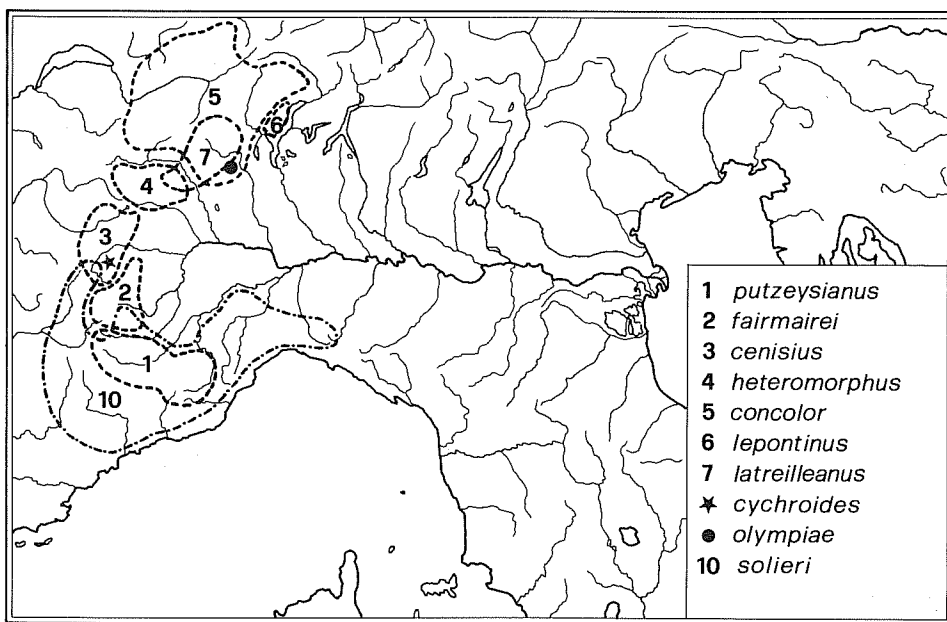 5
6
7
4
3
2
1
10
1 putzeysianus
2 fairmairei
3 cenisius
4 heteromorphus
5 concolor
6 lepontinus
7 latreilleanus
★ cychroides
● olympiae
10 solieri